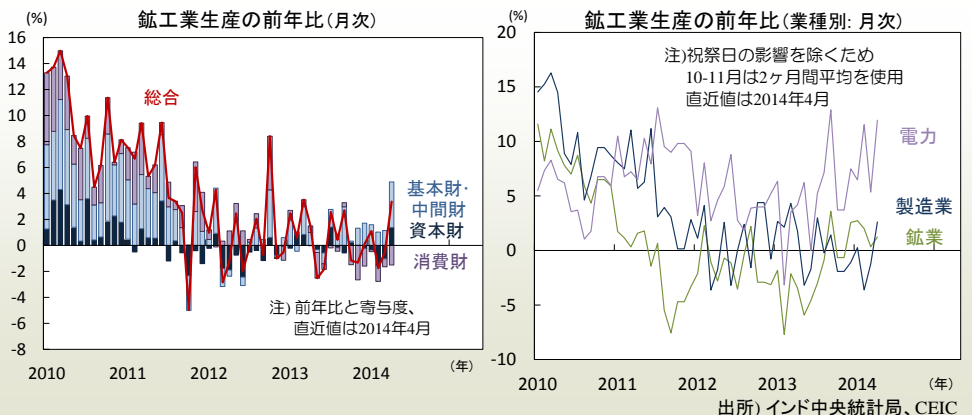 鉱工業生産の前年比(月次)
(%)
16
14
12
10
8
6
4
2
0
-2
-4
-6
-8
総合
基本財・
中間財
資本財
消費財
注) 前年比と寄与度、
直近値は2014年4月
2010 2011 2012 2013 2014
(年)
鉱工業生産の前年比(業種別: 月次)
(%)
20
15
10
5
0
-5
-10
注)祝祭日の影響を除くため
10-11月は2ヶ月間平均を使用
直近値は2014年4月
電力
製造業
鉱業
2010 2011 2012 2013 2014
(年)
出所) インド中央統計局、CEIC